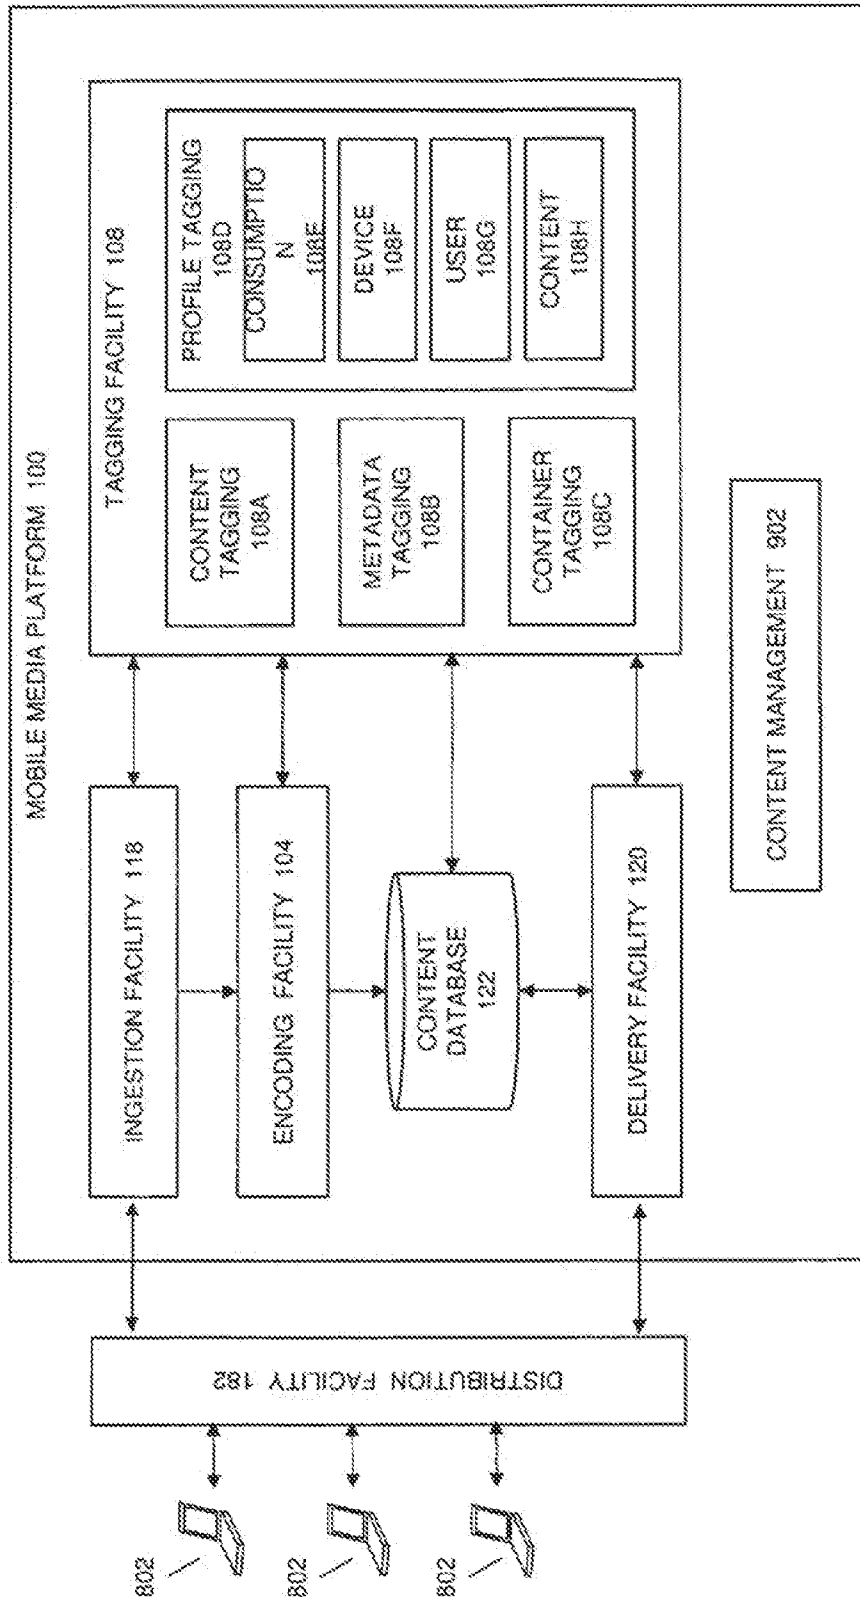 MOBILE MEDIA PLATFORM 100
TAGGING FACILITY 108
PROFILE TAGGING
108D
CONSUMPTIO
N
108E
DEVICE
108F
USER
108G
CONTENT
108H
CONTENT
TAGGING
108A
METADATA
TAGGING
108B
CONTAINER
TAGGING
108C
INGESTION FACILITY 118
ENCODING FACILITY 104
CONTENT
DATABASE
122
DELIVERY FACILITY 120
CONTENT MANAGEMENT 902
DISTRIBUTION FACILITY 182
802
802
802